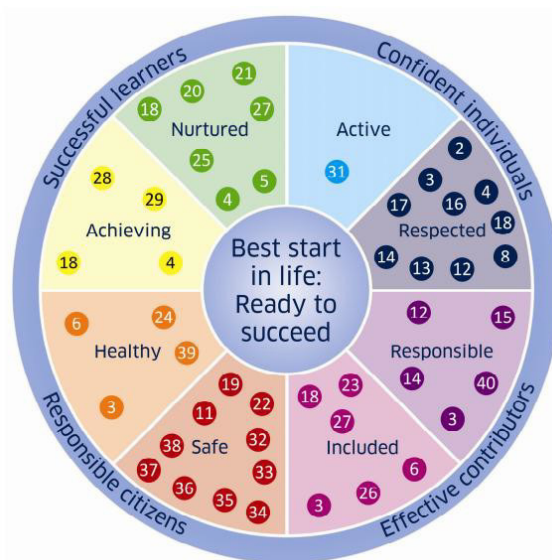 Successful learners
Confident individuals
Effective contributors
Responsible citizens
Best start
in life:
Ready to
succeed
Nurtured
18
20
21
27
25
5
4
Active
31
Respected
2
3
4
17
16
18
14
13
12
8
Responsible
12
15
14
40
3
Included
18
23
27
6
26
3
Safe
19
11
22
38
32
37
33
36
35
34
Healthy
6
24
39
3
Achieving
28
29
18
4